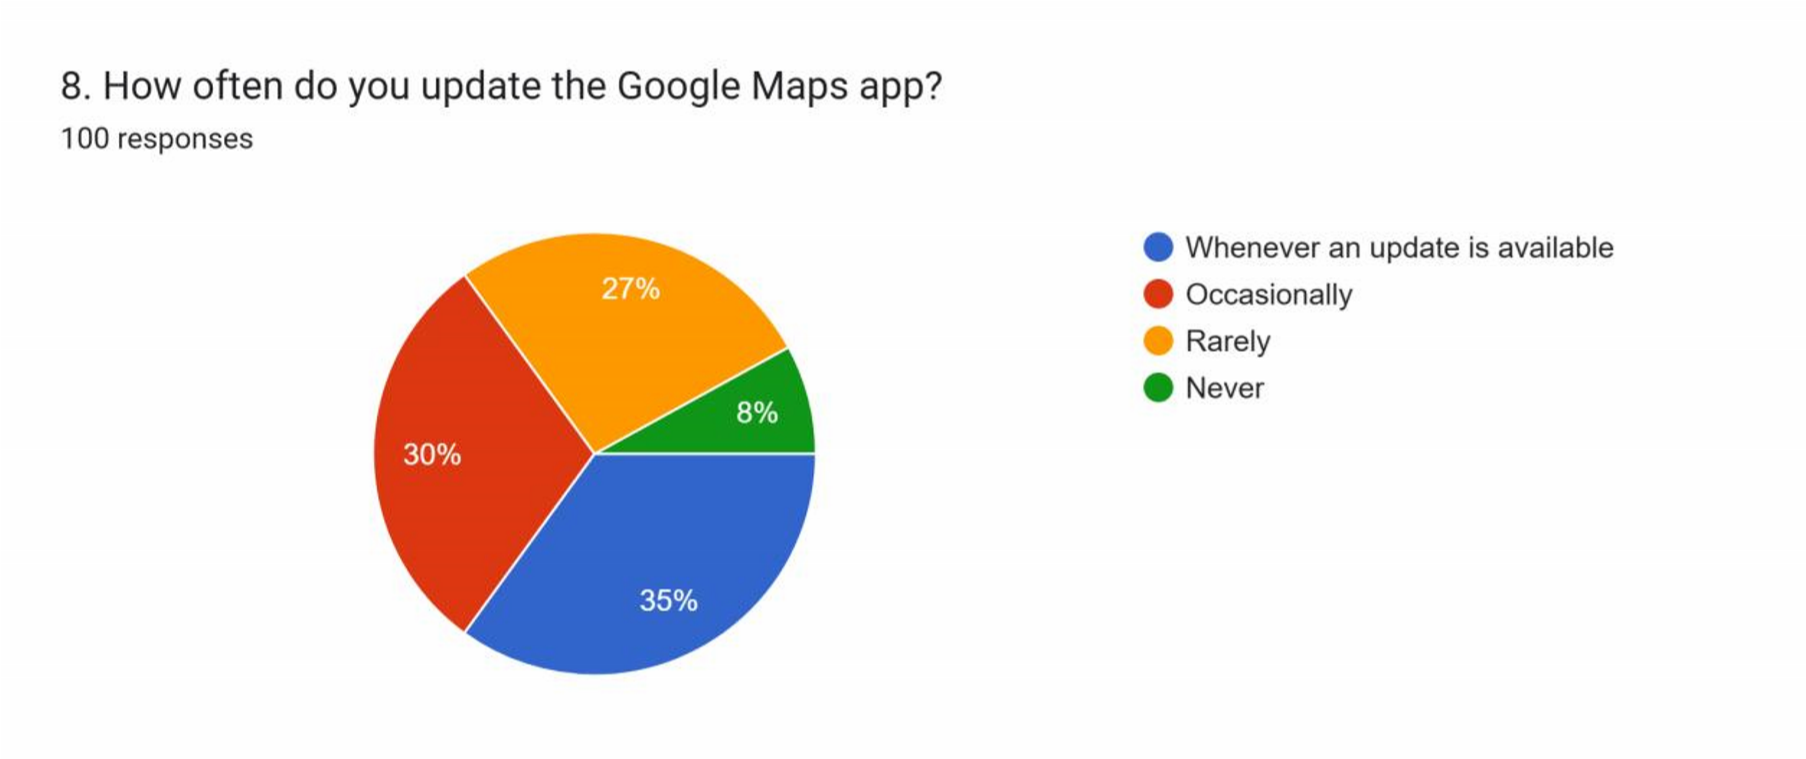 8. How often do you update the Google Maps app?
100 responses
27%
8%
30%
35%
Whenever an update is available
Occasionally
Rarely
Never